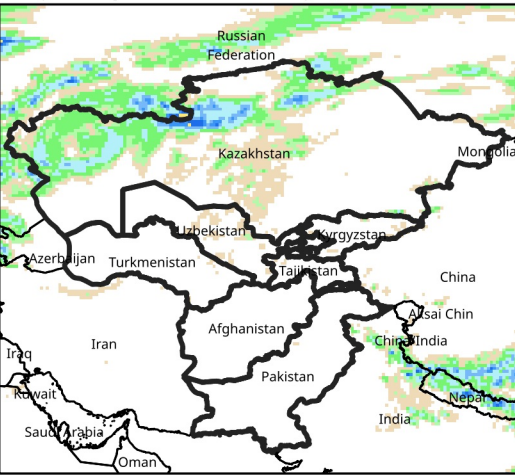 Russian
Federation
Kazakhstan
Mongolia
Uzbekistan
Kyrgyzstan
Azerbaijan
Turkmenistan
Tajikistan
China
Aksai Chin
Afghanistan
China/India
Iran
Iraq
Pakistan
Kuwait
Nepal
India
Saudi Arabia
Oman